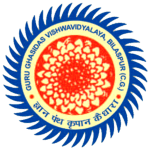 GURU GHASIDAS VISHWAVIDYALAYA, BILASPUR (C.G.)
ज्ञान पंथ कृपान कैधारा